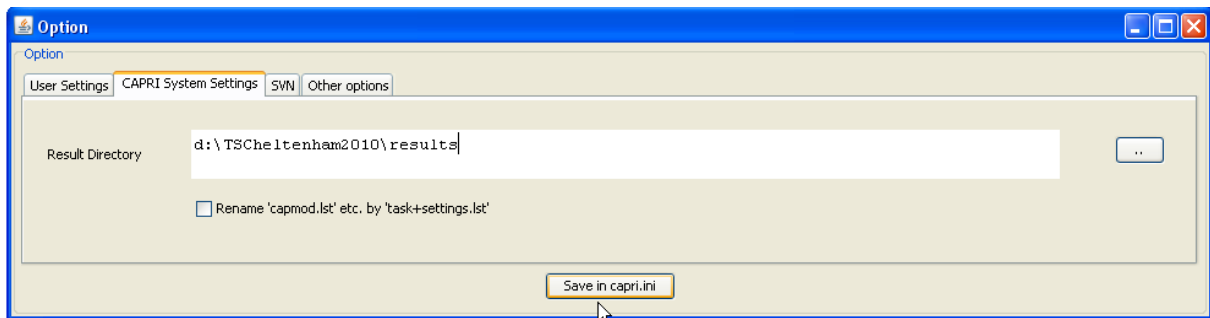 Option
Option
User Settings CAPRI System Settings SVN Other options
Result Directory d:\TSCheltenham2010\results ..
Rename 'capmod.lst' etc. by 'task+settings.lst'
Save in capri.ini